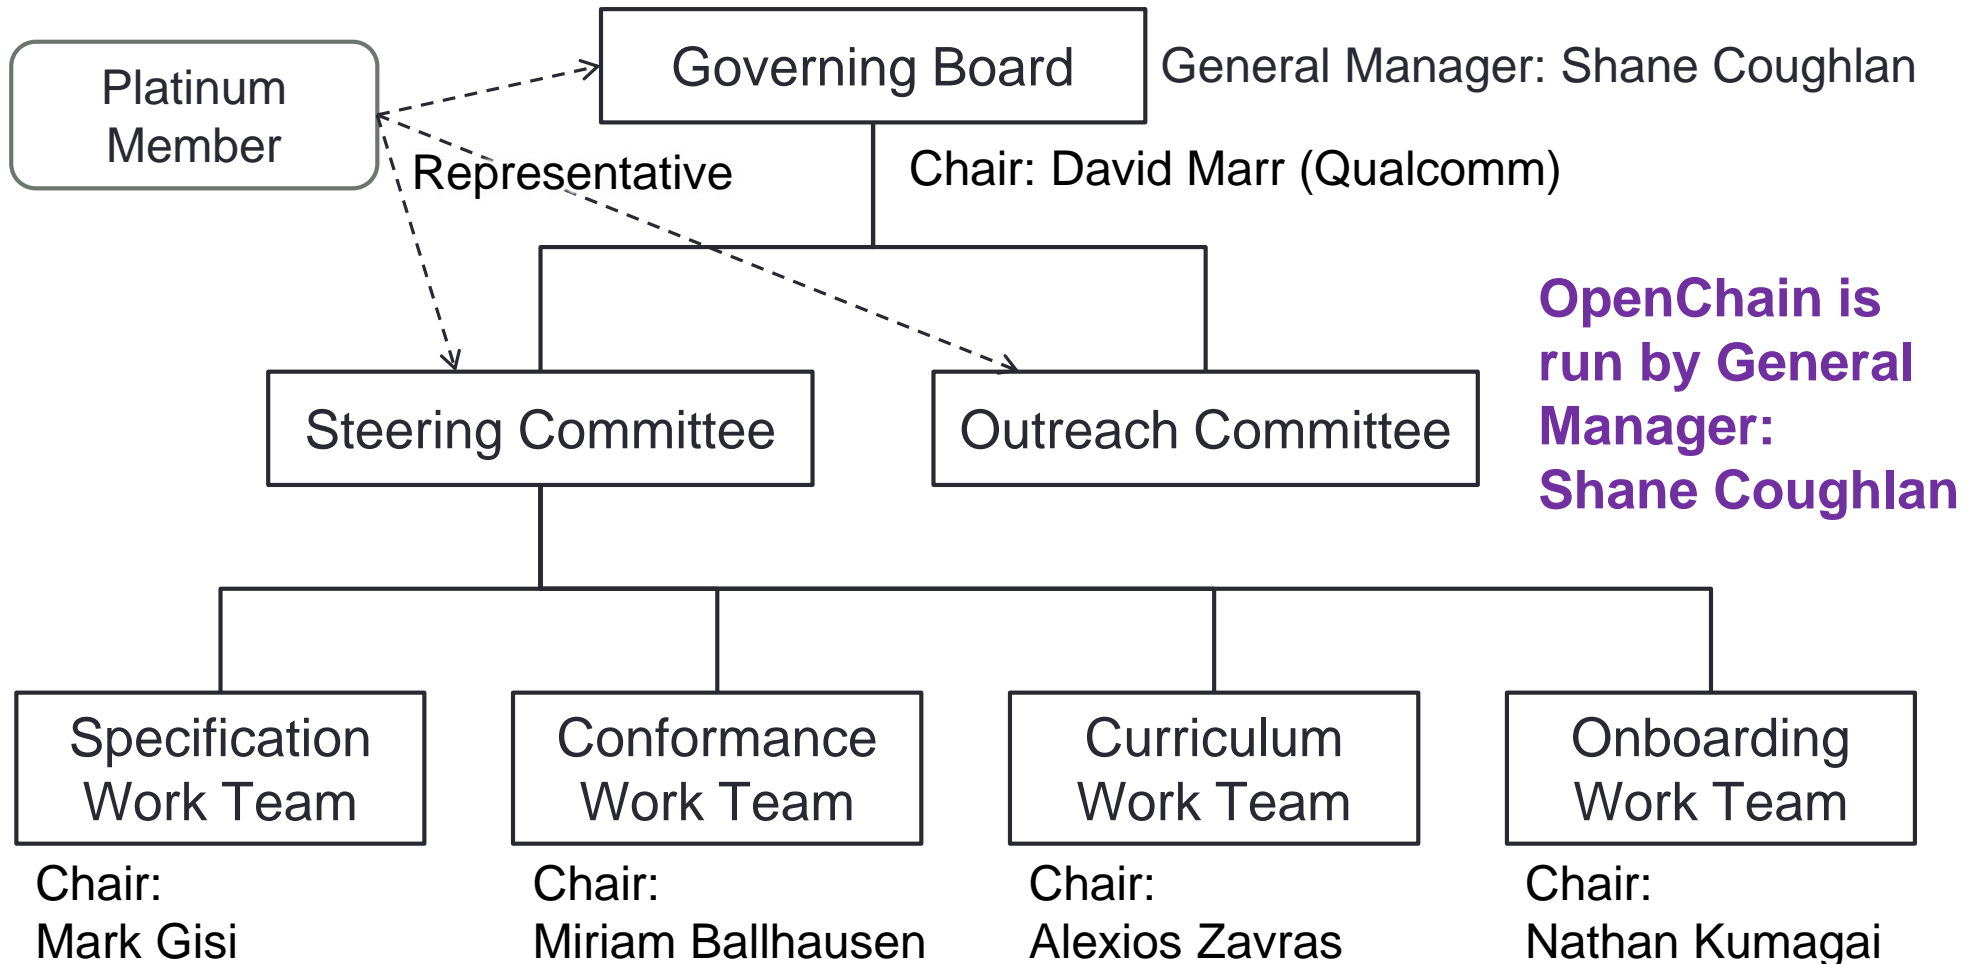 Platinum
Member
Governing Board
General Manager: Shane Coughlan
Representative
Chair: David Marr (Qualcomm)
OpenChain is
run by General
Manager:
Shane Coughlan
Steering Committee
Outreach Committee
Specification
Work Team
Conformance
Work Team
Curriculum
Work Team
Onboarding
Work Team
Chair:
Mark Gisi
Chair:
Miriam Ballhausen
Chair:
Alexios Zavras
Chair:
Nathan Kumagai